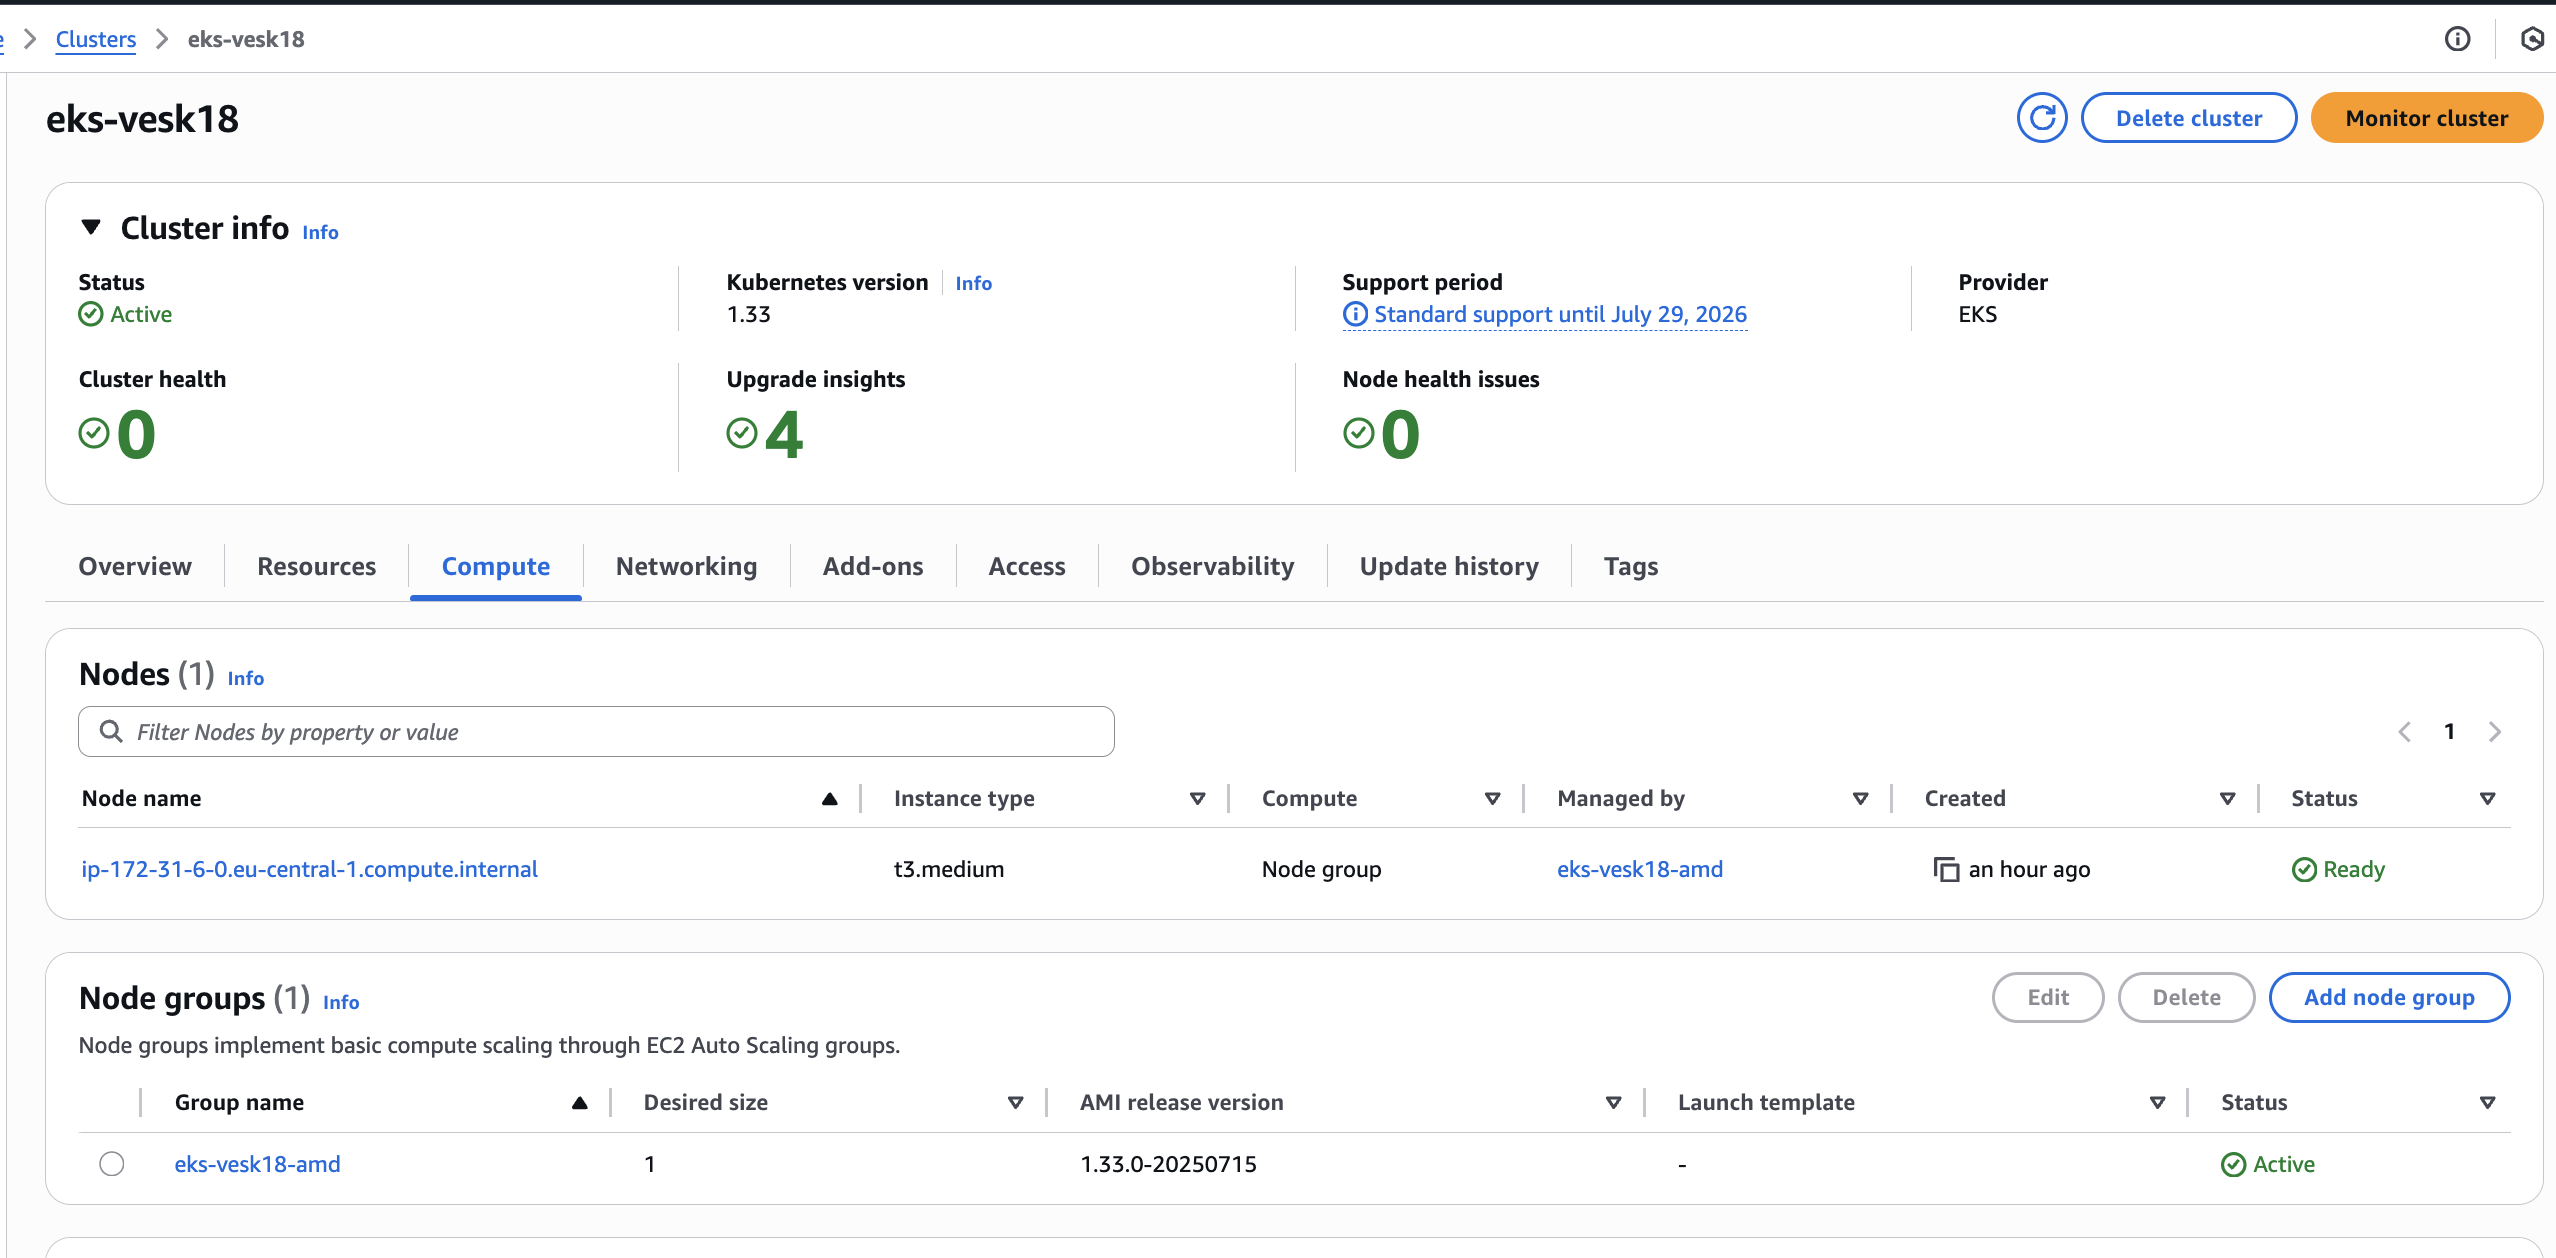 Clusters eks-vesk18
eks-vesk18
Delete cluster
Monitor cluster
Cluster info Info
Status
Active
Kubernetes version Info
1.33
Support period
Standard support until July 29, 2026
Provider
EKS
Cluster health
0
Upgrade insights
4
Node health issues
0
Overview Resources Compute Networking Add-ons Access Observability Update history Tags
Nodes (1) Info
Filter Nodes by property or value
1
Node name Instance type Compute Managed by Created Status
ip-172-31-6-0.eu-central-1.compute.internal t3.medium Node group eks-vesk18-amd an hour ago Ready
Node groups (1) Info
Edit Delete Add node group
Node groups implement basic compute scaling through EC2 Auto Scaling groups.
Group name Desired size AMI release version Launch template Status
eks-vesk18-amd 1 1.33.0-20250715 - Active